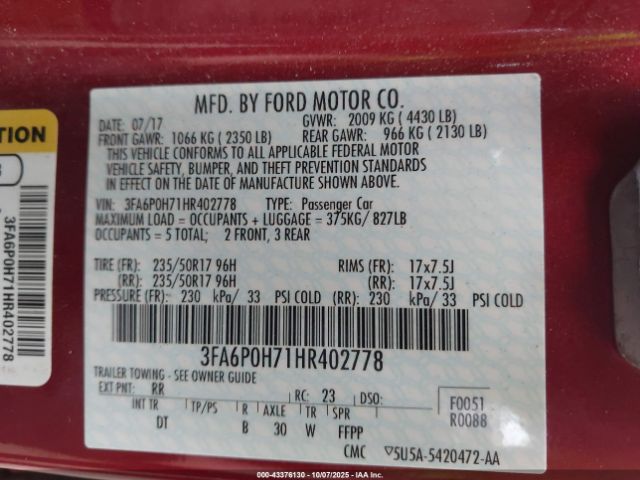 MFD. BY FORD MOTOR CO.
DATE: 07/17 GVWR: 2009 KG ( 4430 LB)
FRONT GAWR: 1066 KG ( 2350 LB) REAR GAWR: 966 KG ( 2130 LB)
THIS VEHICLE CONFORMS TO ALL APPLICABLE FEDERAL MOTOR
VEHICLE SAFETY, BUMPER, AND THEFT PREVENTION STANDARDS
IN EFFECT ON THE DATE OF MANUFACTURE SHOWN ABOVE.
VIN: 3FA6P0H71HR402778 TYPE: Passenger Car
MAXIMUM LOAD = OCCUPANTS + LUGGAGE = 375KG/ 827LB
OCCUPANTS = 5 TOTAL; 2 FRONT, 3 REAR
TIRE (FR): 235/50R17 96H RIMS (FR): 17x7.5J
(RR): 235/50R17 96H (RR): 17x7.5J
PRESSURE (FR): 230 kPa/ 33 PSI COLD (RR): 230 kPa/ 33 PSI COLD
3FA6P0H71HR402778
TRAILER TOWING - SEE OWNER GUIDE
EXT PNT: RR RC: 23 DSO: F0051
INT TR TP/PS R AXLE TR SPR R0088
DT B 30 W FFPP
CMC ▽5U5A-5420472-AA
TION
3FA6P0H71HR402778
000-43376130 - 10/07/2025 - IAAI.COM